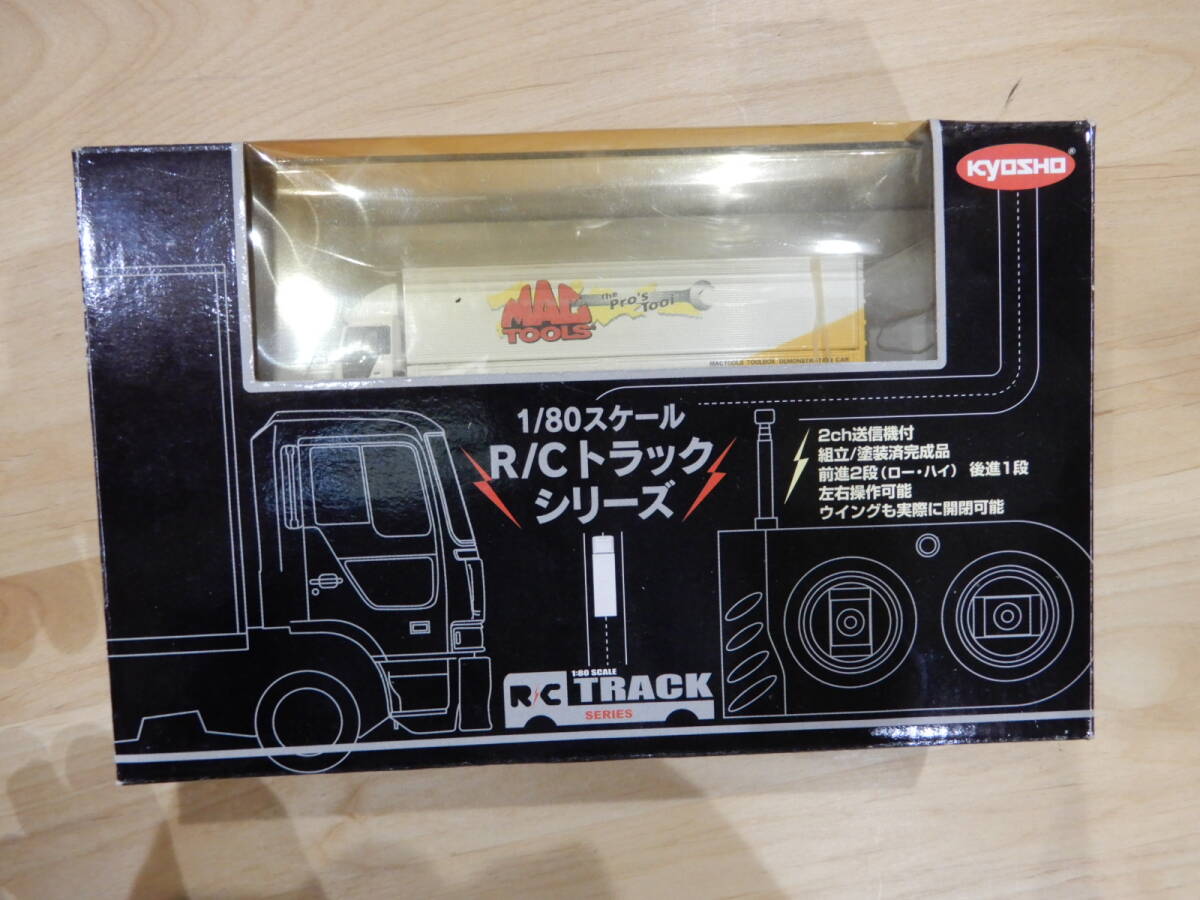 KYOSHO
®
MAC
TOOLS
the
Pro's
Tool
MACTOOLS TOOLBOX DEMONSTRATION CAR
1/80スケール
R/Cトラック
シリーズ
2ch送信機付
組立/塗装済完成品
前進2段(ロー・ハイ) 後進1段
左右操作可能
ウイングも実際に開閉可能
1:80 SCALE
R/C TRACK
SERIES